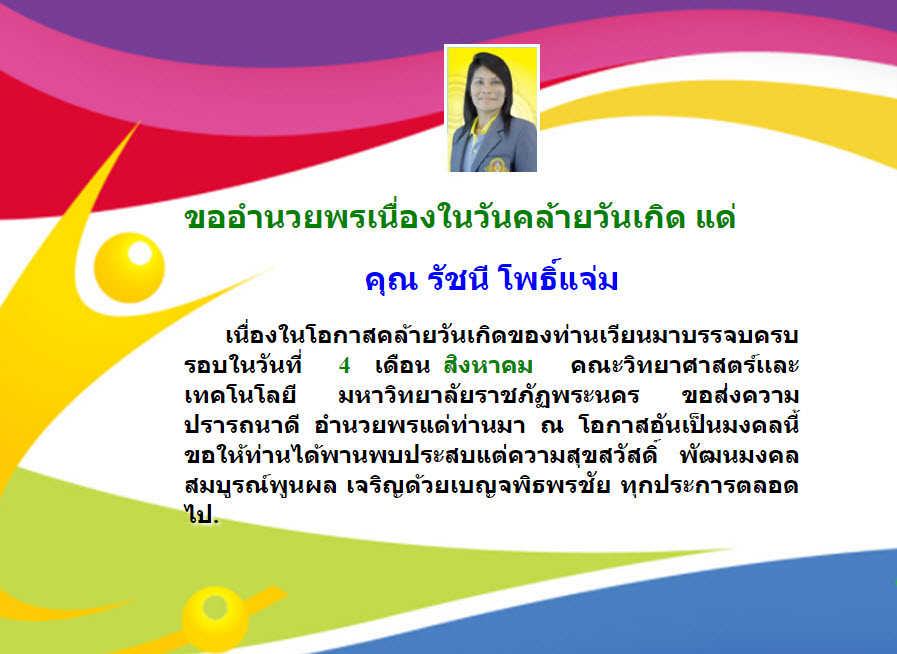 ขออำนวยพรเนื่องในวันคล้ายวันเกิด แด่
คุณ รัชนี โพธิ์แจ่ม
เนื่องในโอกาสคล้ายวันเกิดของท่านเวียนมาบรรจบครบ
รอบในวันที่ 4 เดือน สิงหาคม คณะวิทยาศาสตร์และ
เทคโนโลยี มหาวิทยาลัยราชภัฏพระนคร ขอส่งความ
ปรารถนาดี อำนวยพรแด่ท่านมา ณ โอกาสอันเป็นมงคลนี้
ขอให้ท่านได้พานพบประสบแต่ความสุขสวัสดิ์ พัฒนมงคล
สมบูรณ์พูนผล เจริญด้วยเบญจพิธพรชัย ทุกประการตลอด
ไป.